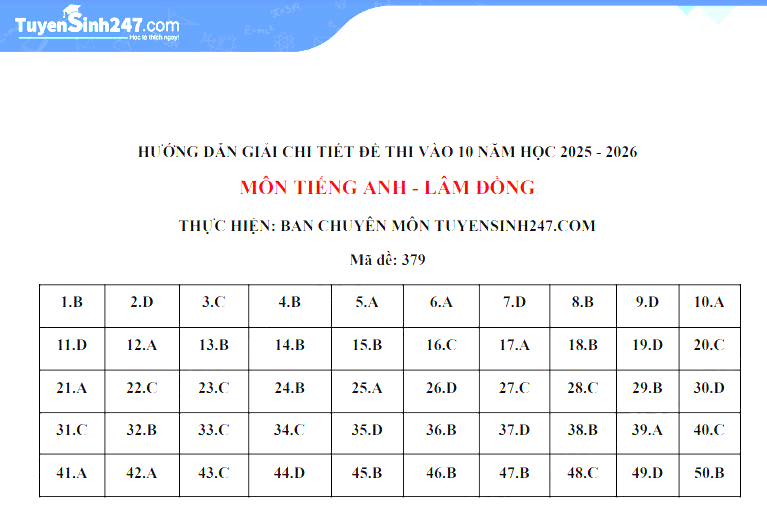 TuyenSinh247.com
Học là thích ngay!
HƯỚNG DẪN GIẢI CHI TIẾT ĐỀ THI VÀO 10 NĂM HỌC 2025 - 2026
MÔN TIẾNG ANH - LÂM ĐỒNG
THỰC HIỆN: BAN CHUYÊN MÔN TUYENSINH247.COM
Mã đề: 379
1.B 2.D 3.C 4.B 5.A 6.A 7.D 8.B 9.D 10.A
11.D 12.A 13.B 14.B 15.B 16.C 17.A 18.B 19.D 20.C
21.A 22.C 23.C 24.B 25.A 26.D 27.C 28.C 29.B 30.D
31.C 32.B 33.C 34.C 35.D 36.B 37.D 38.B 39.A 40.C
41.A 42.A 43.C 44.D 45.B 46.B 47.B 48.C 49.D 50.B